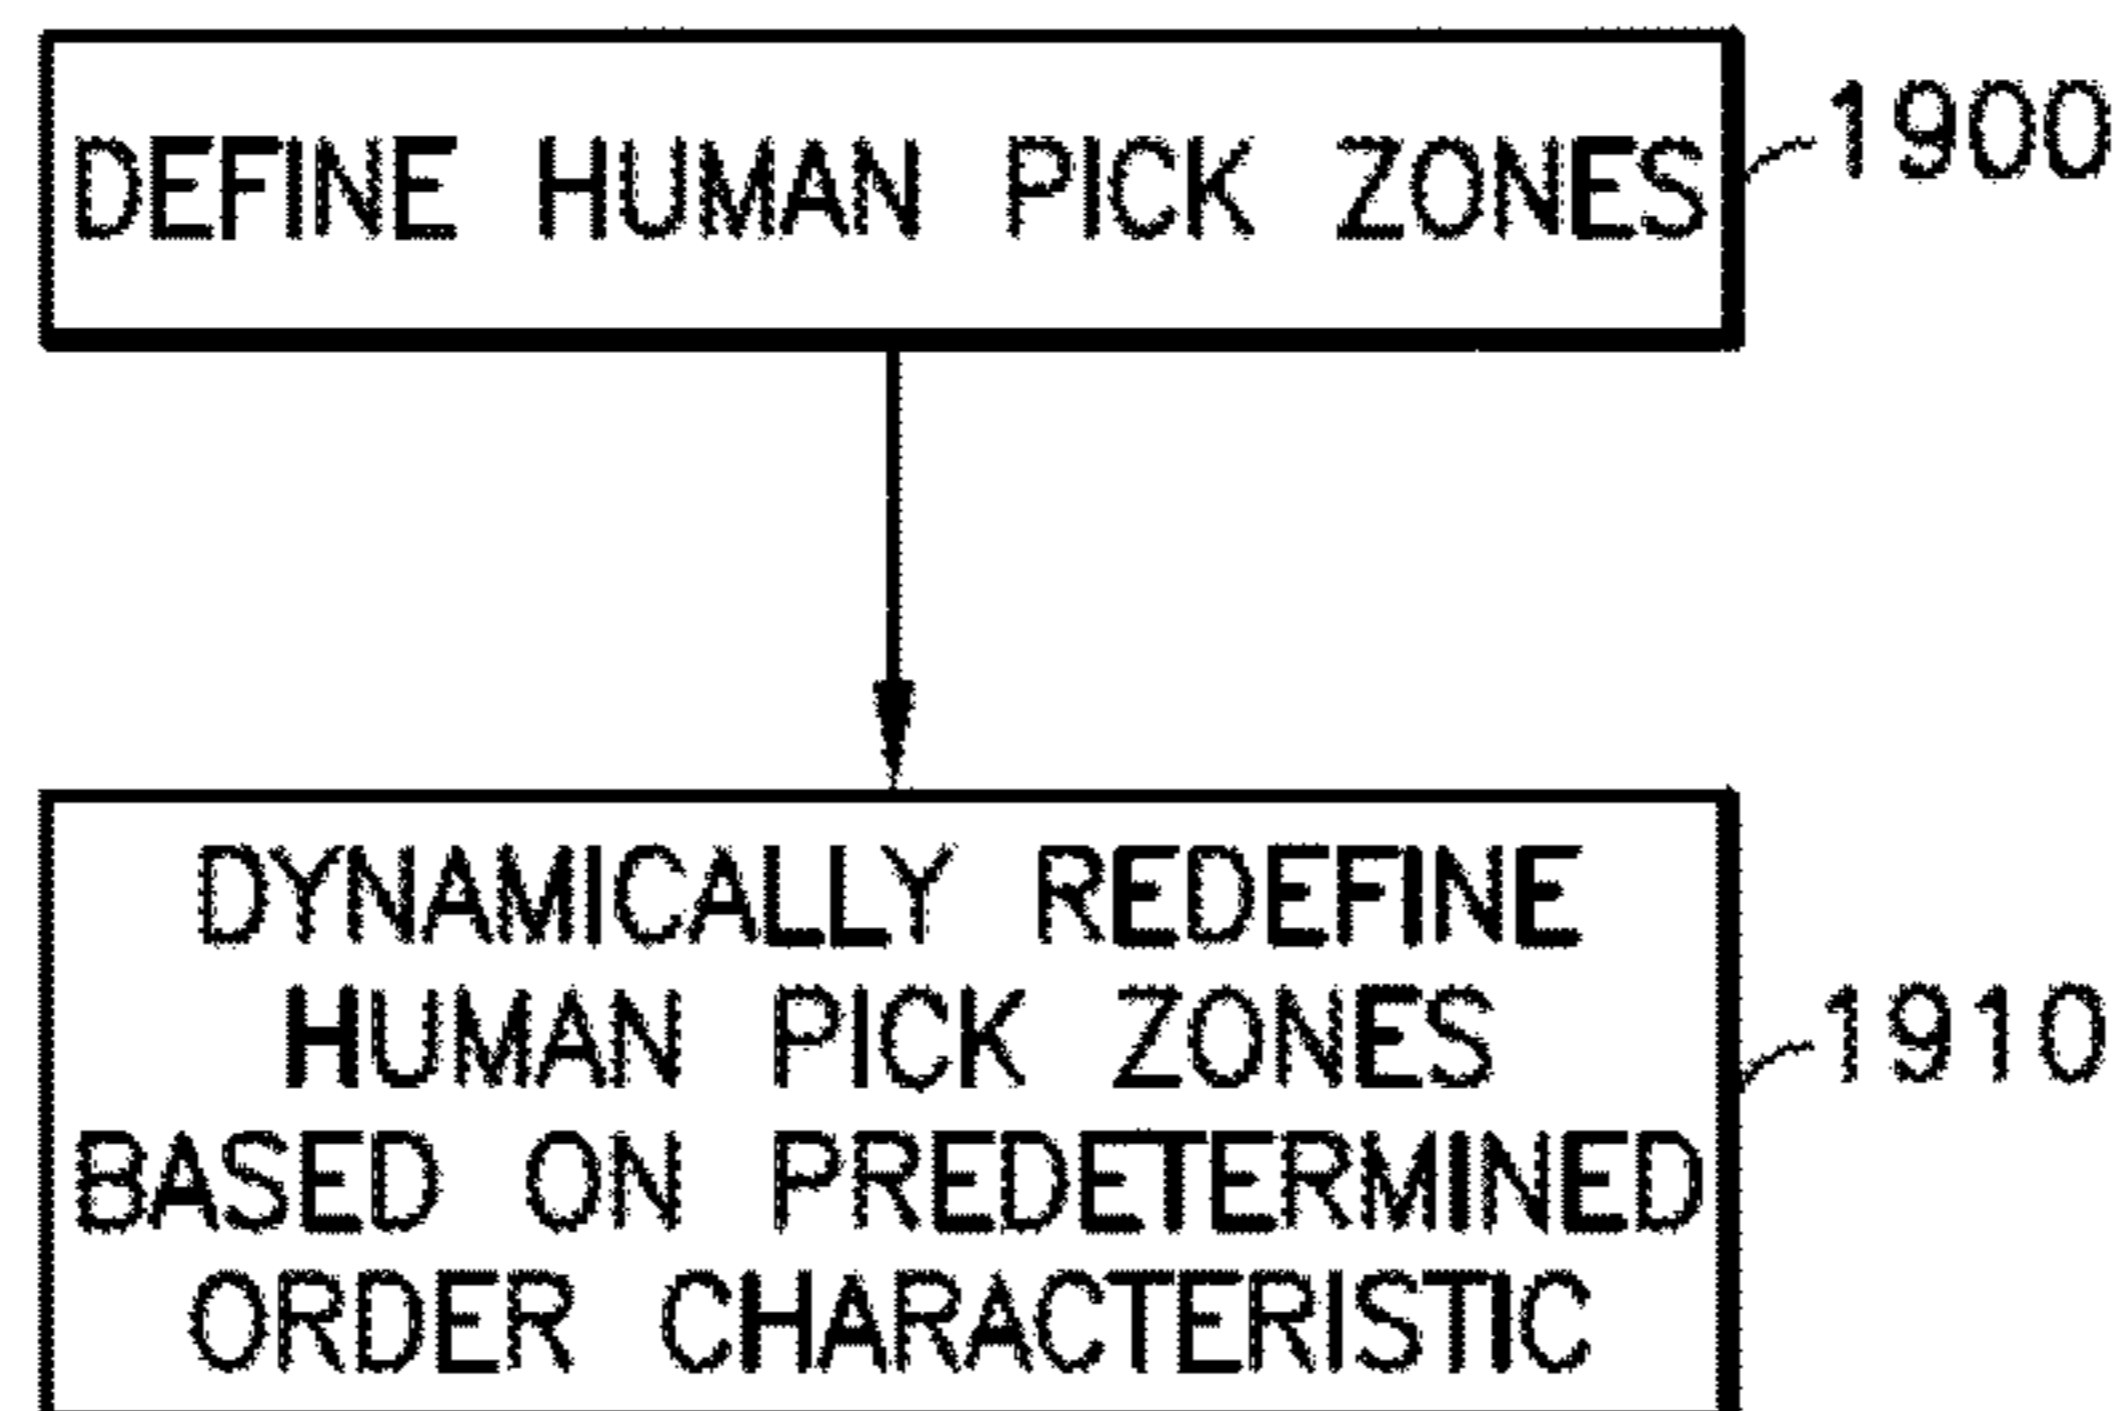 DEFINE HUMAN PICK ZONES
1900
DYNAMICALLY REDEFINE
HUMAN PICK ZONES
BASED ON PREDETERMINED
ORDER CHARACTERISTIC
1910